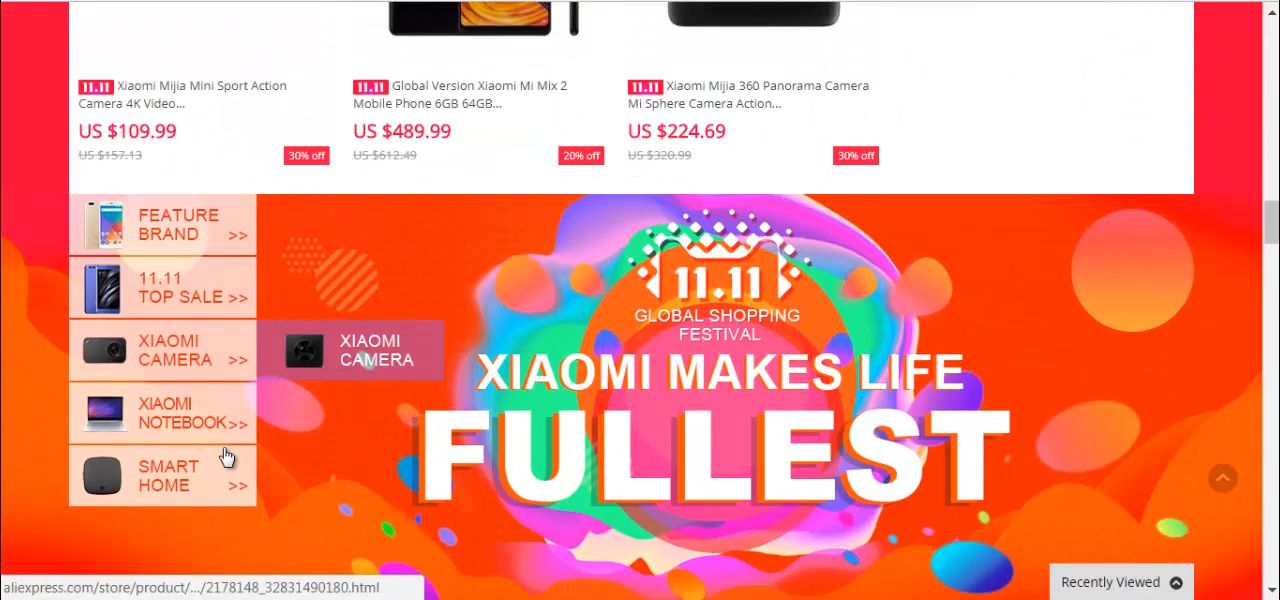 11.11 Xiaomi Mijia Mini Sport Action
Camera 4K Video...
US $109.99
US $157.13
30% off
11.11 Global Version Xiaomi Mi Mix 2
Mobile Phone 6GB 64GB...
US $489.99
US $612.49
20% off
11.11 Xiaomi Mijia 360 Panorama Camera
Mi Sphere Camera Action...
US $224.69
US $320.99
30% off
FEATURE
BRAND >>
11.11
TOP SALE >>
XIAOMI
CAMERA >>
XIAOMI
NOTEBOOK>>
SMART
HOME >>
XIAOMI
CAMERA
11.11
GLOBAL SHOPPING
FESTIVAL
XIAOMI MAKES LIFE
FULLEST
aliexpress.com/store/product/.../2178148_32831490180.html
Recently Viewed